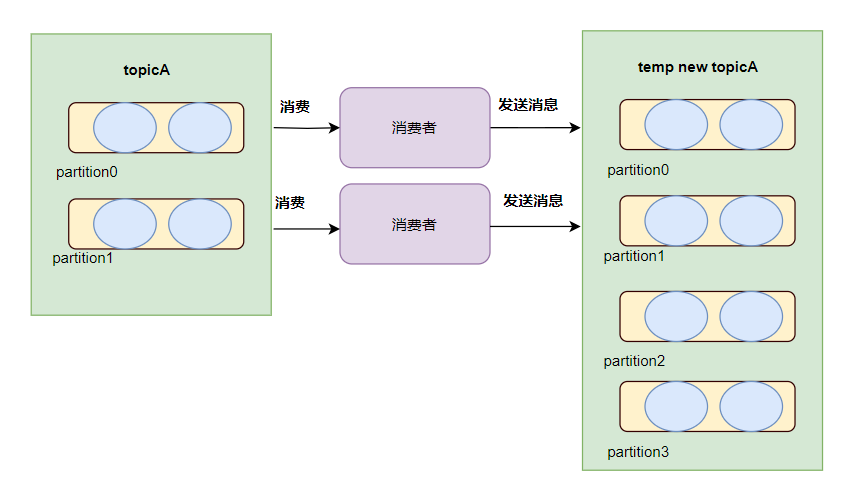 topicA
partition0
partition1
消费
消费者
发送消息
消费
消费者
发送消息
temp new topicA
partition0
partition1
partition2
partition3